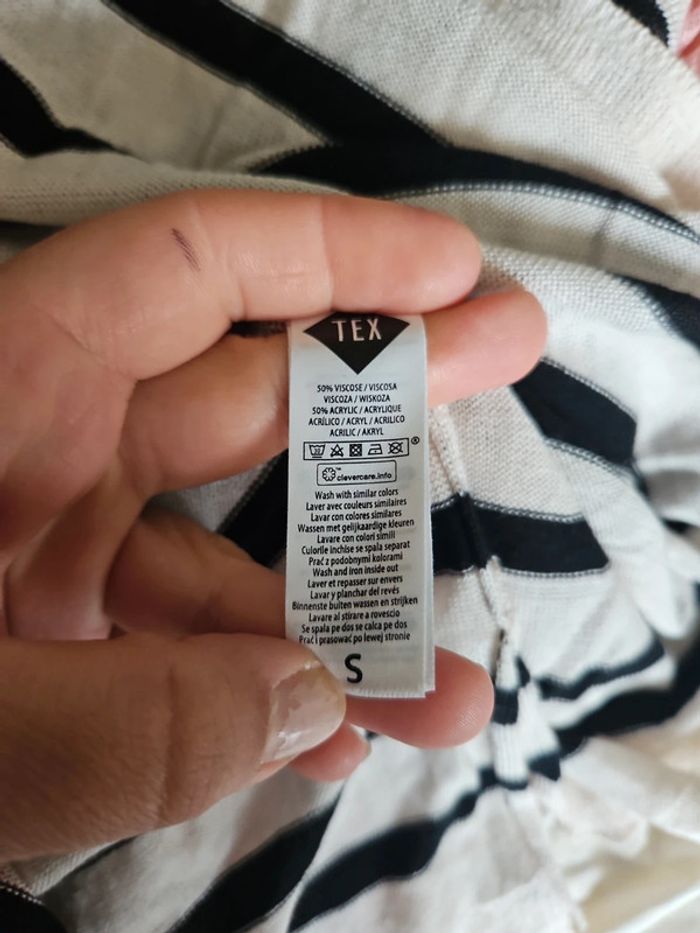 TEX
50% VISCOSE / VISCOSA
VISCOZA / WISKOZA
50% ACRYLIC / ACRYLIQUE
ACRÍLICO / ACRYL / ACRILICO
ACRILIC / AKRYL
®
™ clevercare.info
Wash with similar colors
Laver avec couleurs similaires
Lavar con colores similares
Wassen met gelijkaardige kleuren
Lavare con colori simili
Culorile inchise se spala separat
Prać z podobnymi kolorami
Wash and iron inside out
Laver et repasser sur envers
Lavar y planchar del revés
Binnenste buiten wassen en strijken
Lavare al stirare a rovescio
Se spala pe dos se calca pe dos
Prać i prasować po lewej stronie
S